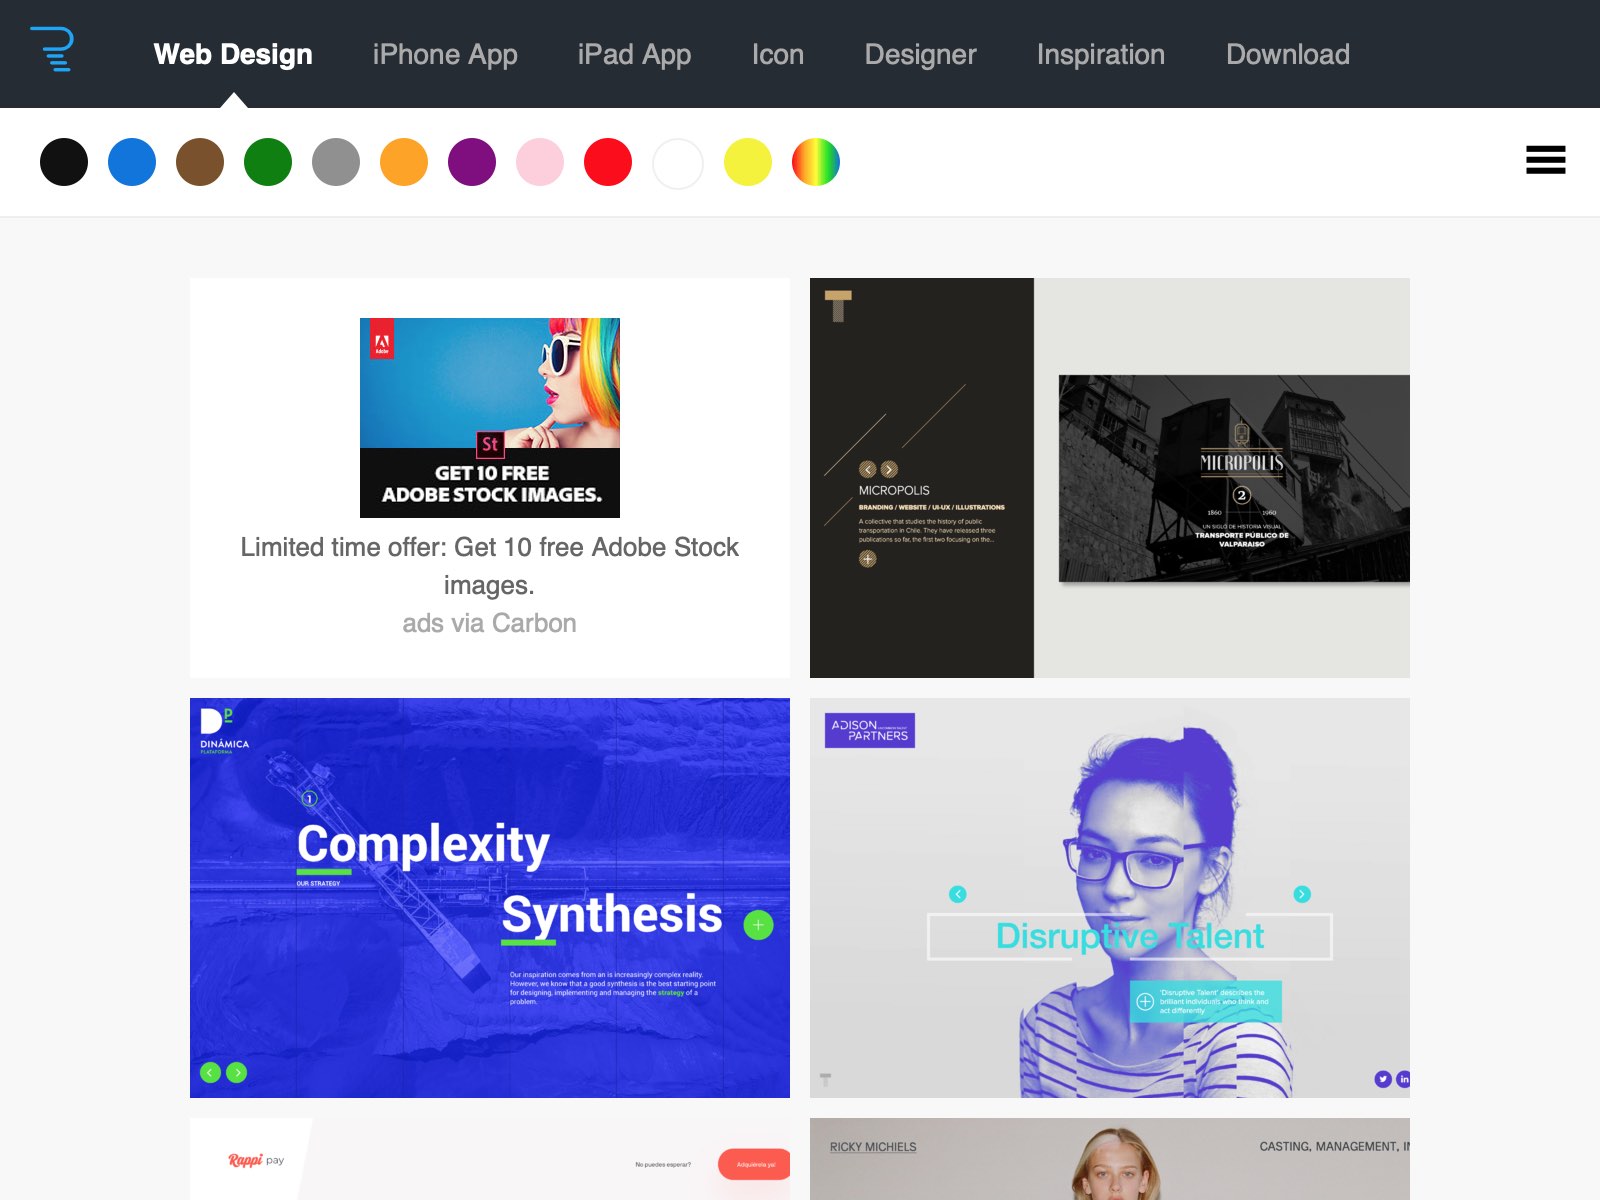 Web Design
iPhone App
iPad App
Icon
Designer
Inspiration
Download
Adobe
St
GET 10 FREE
ADOBE STOCK IMAGES.
Limited time offer: Get 10 free Adobe Stock
images.
ads via Carbon
T
MICROPOLIS
BRANDING / WEBSITE / UI-UX / ILLUSTRATIONS
A collective that studies the history of public
transportation in Chile. They have released three
publications so far, the first two focusing on the...
MICROPOLIS
2
1860 1960
UN SIGLO DE HISTORIA VISUAL
TRANSPORTE PÚBLICO DE
VALPARAISO
DP
DINÁMICA
PLATAFORMA
1
Complexity
OUR STRATEGY
Synthesis
Our inspiration comes from an is increasingly complex reality.
However, we know that a good synthesis is the best starting point
for designing, implementing and managing the strategy of a
problem.
ADISON
PARTNERS
Disruptive Talent
'Disruptive Talent' describes the
brilliant individuals who think and
act differently
T
in
Rappi pay
No puedes esperar?
Adquiérela ya!
RICKY MICHIELS
CASTING, MANAGEMENT, IN